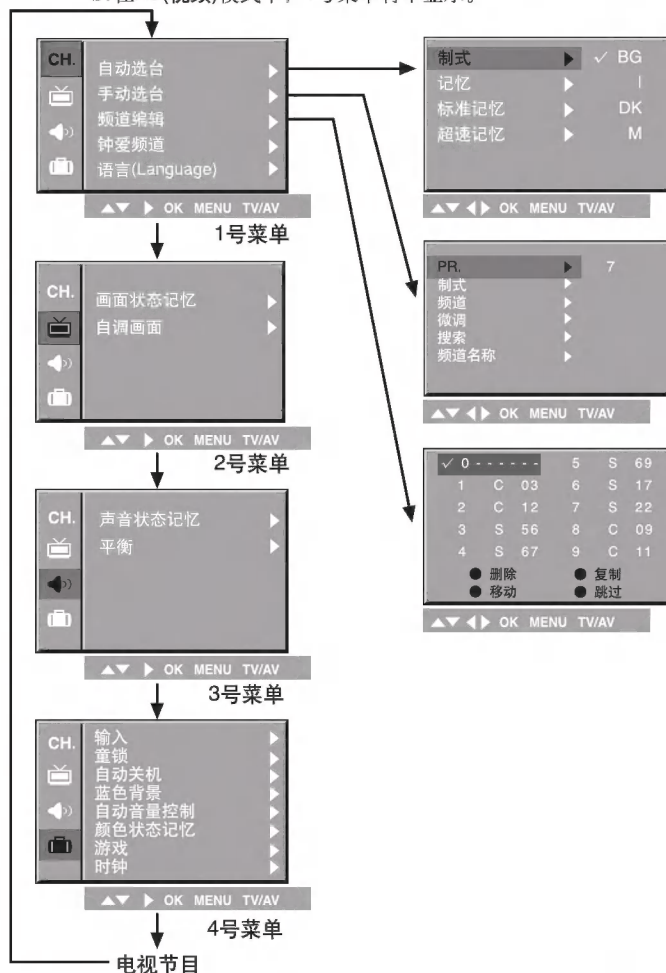 CH.
自动选台
手动选台
频道编辑
钟爱频道
语言(Language)
OK MENU TV/AV
1号菜单
CH.
画面状态记忆
自调画面
OK MENU TV/AV
2号菜单
CH.
声音状态记忆
平衡
OK MENU TV/AV
3号菜单
CH.
输入
童锁
自动关机
蓝色背景
自动音量控制
颜色状态记忆
游戏
时钟
OK MENU TV/AV
4号菜单
电视节目
制式 ✓ BG
记忆 I
标准记忆 DK
超速记忆 M
OK MENU TV/AV
PR. 7
制式
频道
微调
搜索
频道名称
OK MENU TV/AV
✓ 0 - - - - - - 5 S 69
1 C 03 6 S 17
2 C 12 7 S 22
3 S 56 8 C 09
4 S 67 9 C 11
● 删除 ● 复制
● 移动 ● 跳过
OK MENU TV/AV